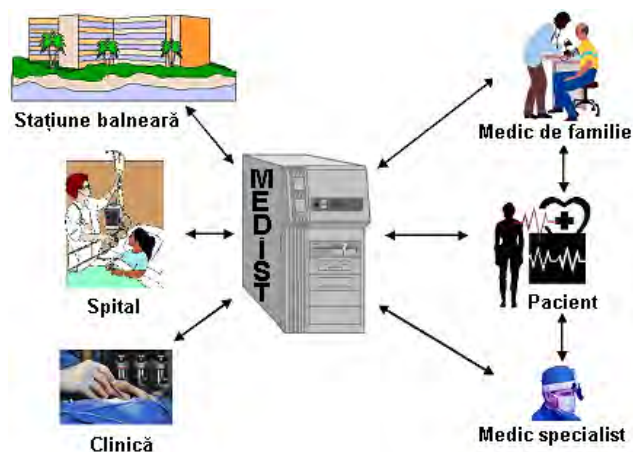 Stațiune balneară
Medic de familie
MEDiST
Spital
Pacient
Clinică
Medic specialist